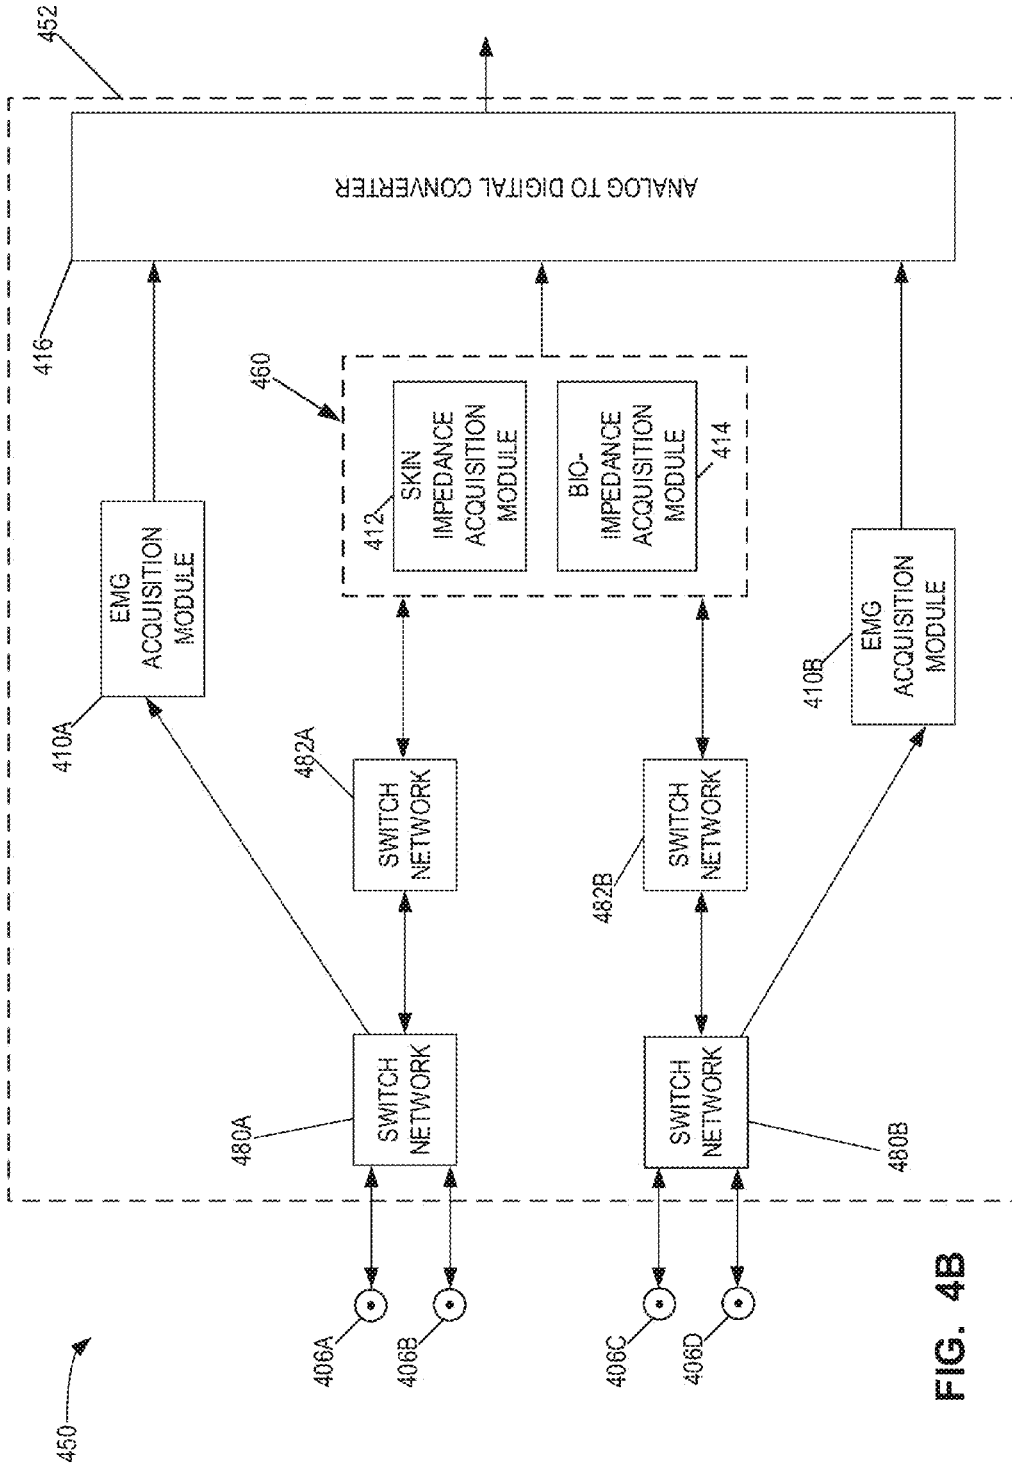 450
452
416
ANALOG TO DIGITAL CONVERTER
410A
EMG
ACQUISITION
MODULE
460
412
SKIN
IMPEDANCE
ACQUISITION
MODULE
BIO-
IMPEDANCE
ACQUISITION
MODULE
414
410B
EMG
ACQUISITION
MODULE
482A
SWITCH
NETWORK
482B
SWITCH
NETWORK
480A
SWITCH
NETWORK
480B
SWITCH
NETWORK
406A
406B
406C
406D
FIG. 4B